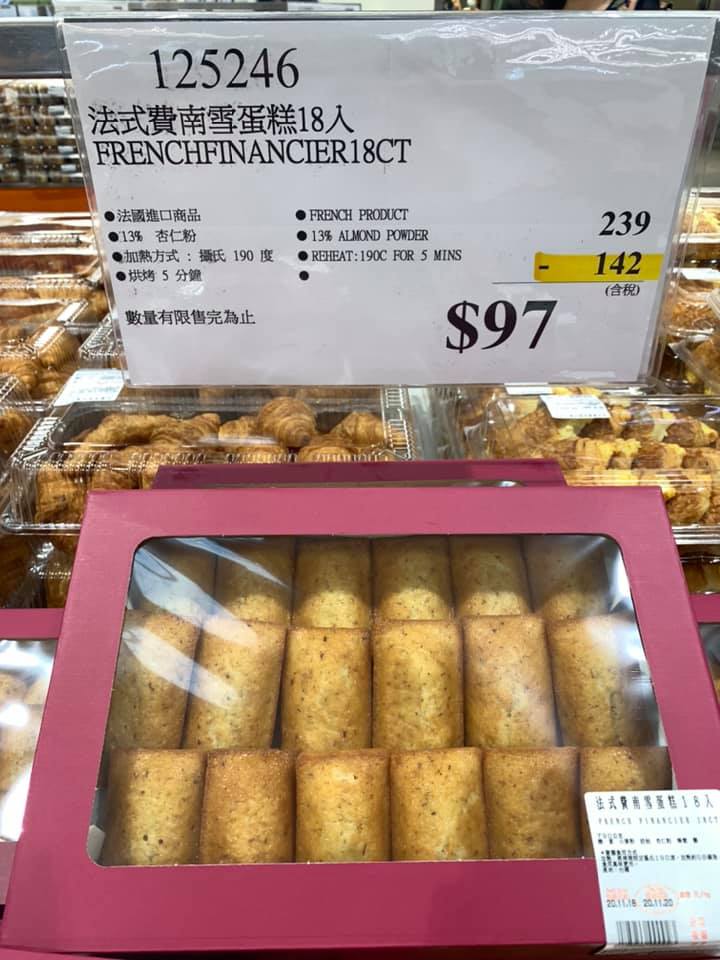 125246
法式費南雪蛋糕18入
FRENCHFINANCIER18CT
●法國進口商品
●13% 杏仁粉
●加熱方式 : 攝氏 190 度
●烘烤 5 分鐘
● FRENCH PRODUCT
● 13% ALMOND POWDER
● REHEAT:190C FOR 5 MINS
●
數量有限售完為止
239
- 142
(含稅)
$97
法式費南雪蛋糕18入
FRENCH FINANCIER 18CT
20.11.18 20.11.20